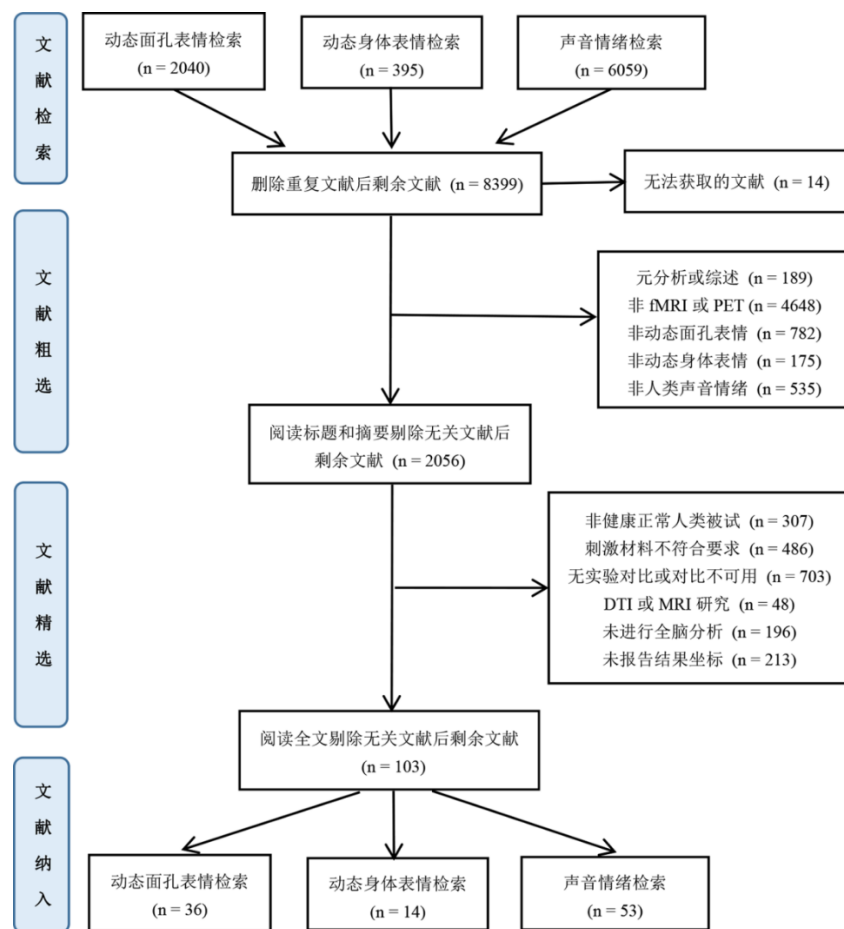 文献检索
动态面孔表情检索
(n = 2040)
动态身体表情检索
(n = 395)
声音情绪检索
(n = 6059)
删除重复文献后剩余文献 (n = 8399)
无法获取的文献 (n = 14)
文献粗选
元分析或综述 (n = 189)
非 fMRI 或 PET (n = 4648)
非动态面孔表情 (n = 782)
非动态身体表情 (n = 175)
非人类声音情绪 (n = 535)
阅读标题和摘要剔除无关文献后
剩余文献 (n = 2056)
文献精选
非健康正常人类被试 (n = 307)
刺激材料不符合要求 (n = 486)
无实验对比或对比不可用 (n = 703)
DTI 或 MRI 研究 (n = 48)
未进行全脑分析 (n = 196)
未报告结果坐标 (n = 213)
阅读全文剔除无关文献后剩余文献
(n = 103)
文献纳入
动态面孔表情检索
(n = 36)
动态身体表情检索
(n = 14)
声音情绪检索
(n = 53)